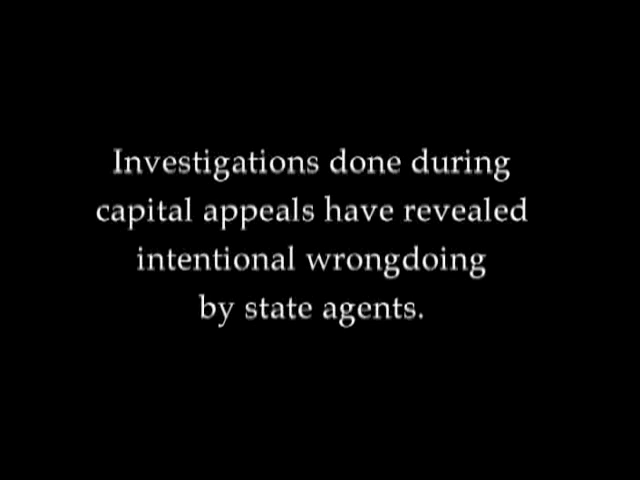 Investigations done during
capital appeals have revealed
intentional wrongdoing
by state agents.